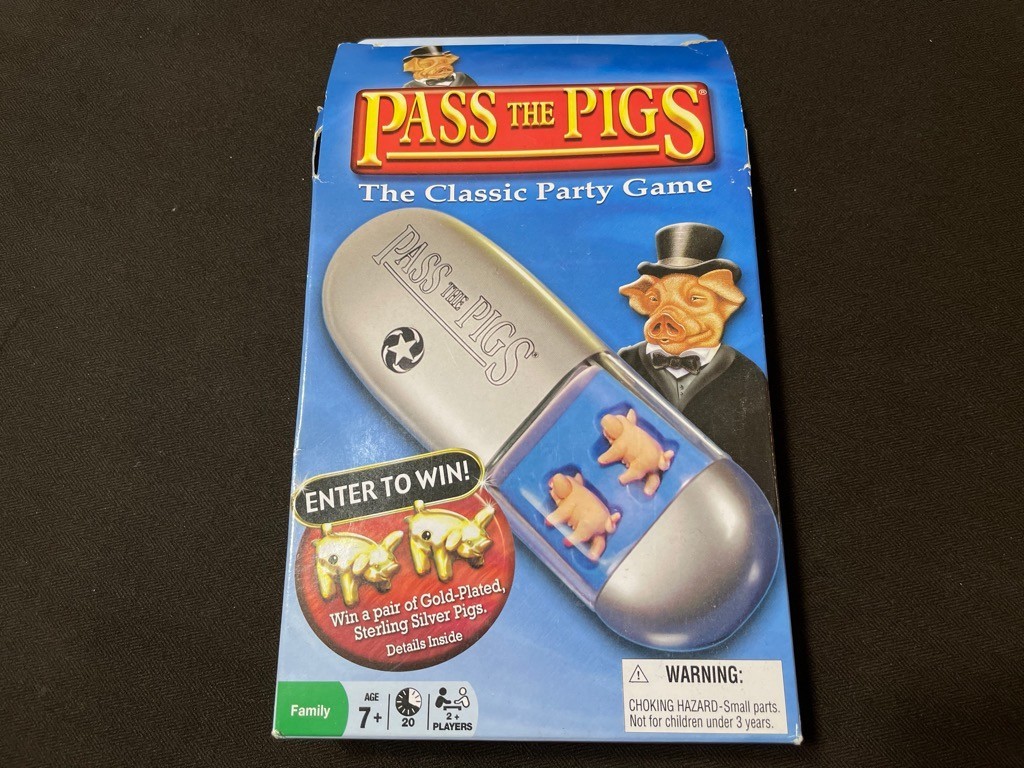 PASS THE PIGS®
The Classic Party Game
PASS THE PIGS
ENTER TO WIN!
Win a pair of Gold-Plated,
Sterling Silver Pigs.
Details Inside
Family
AGE
7+
20
2+
PLAYERS
WARNING:
CHOKING HAZARD-Small parts.
Not for children under 3 years.